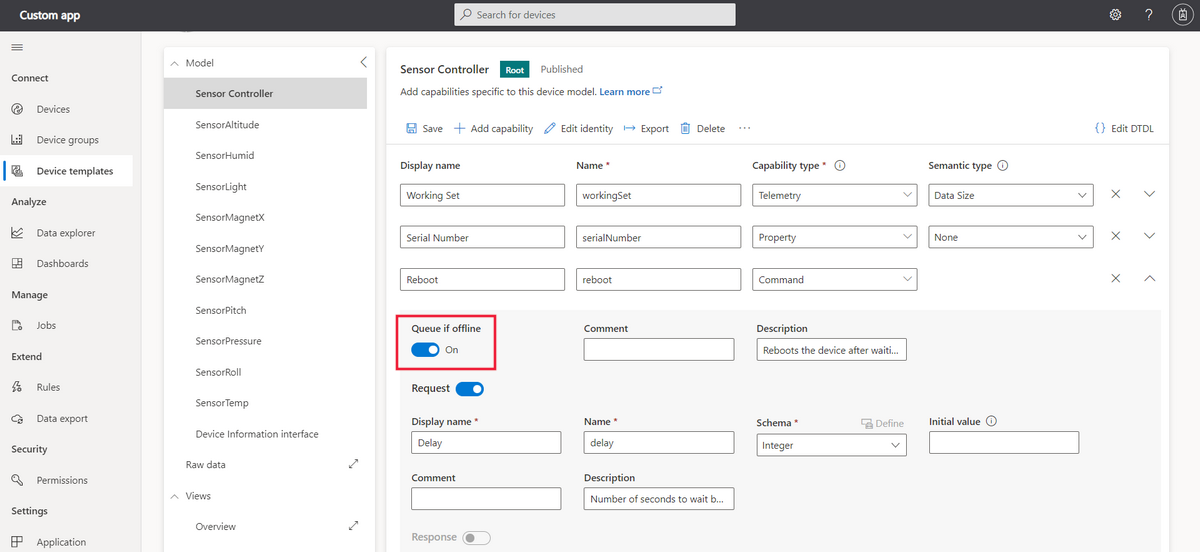 Custom app
Search for devices
?
Connect
Devices
Device groups
Device templates
Analyze
Data explorer
Dashboards
Manage
Jobs
Extend
Rules
Data export
Security
Permissions
Settings
Application
Model
Sensor Controller
SensorAltitude
SensorHumid
SensorLight
SensorMagnetX
SensorMagnetY
SensorMagnetZ
SensorPitch
SensorPressure
SensorRoll
SensorTemp
Device Information interface
Raw data
Views
Overview
Sensor Controller Root Published
Add capabilities specific to this device model. Learn more
Save Add capability Edit identity Export Delete ··· {} Edit DTDL
Display name Name * Capability type * Semantic type
Working Set workingSet Telemetry Data Size
Serial Number serialNumber Property None
Reboot reboot Command
Queue if offline Comment Description
On Reboots the device after waiti...
Request
Display name * Name * Schema * Define Initial value
Delay delay Integer
Comment Description
Number of seconds to wait b...
Response